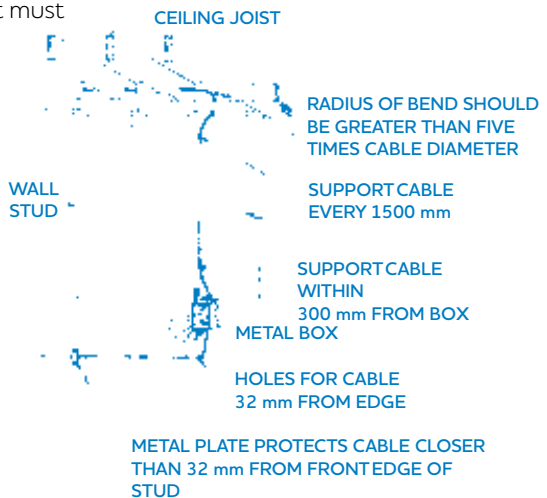 t must
CEILING JOIST
RADIUS OF BEND SHOULD
BE GREATER THAN FIVE
TIMES CABLE DIAMETER
WALL
STUD
SUPPORT CABLE
EVERY 1500 mm
SUPPORT CABLE
WITHIN
300 mm FROM BOX
METAL BOX
HOLES FOR CABLE
32 mm FROM EDGE
METAL PLATE PROTECTS CABLE CLOSER
THAN 32 mm FROM FRONT EDGE OF
STUD